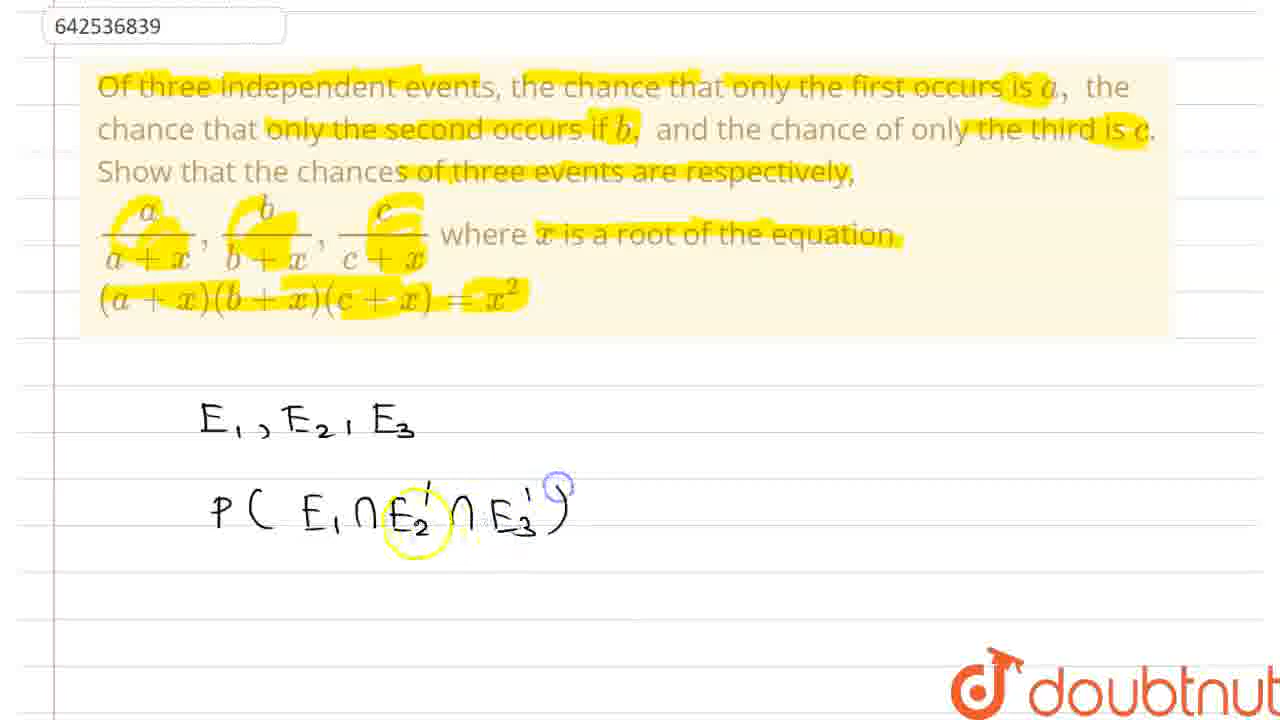 642536839
Of three independent events, the chance that only the first occurs is a, the
chance that only the second occurs if b, and the chance of only the third is c.
Show that the chances of three events are respectively,
a/(a + x), b/(b + x), c/(c + x) where x is a root of the equation
(a + x)(b + x)(c + x) = x²
E₁, E₂, E₃
P( E₁ ∩ E₂' ∩ E₃' )
doubtnut